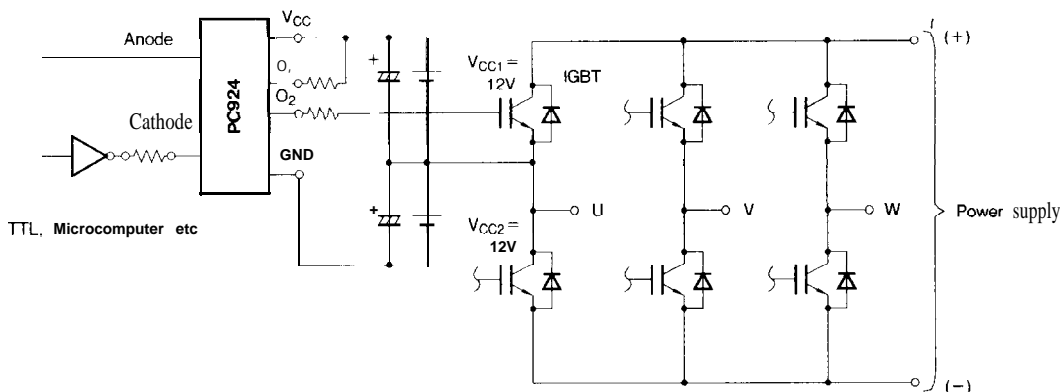 Anode
Cathode
TTL, Microcomputer etc
PC924
VCC
O1
O2
GND
+
+
VCC1=
12V
VCC2=
12V
IGBT
U
V
W
(+)
Power supply
(−)